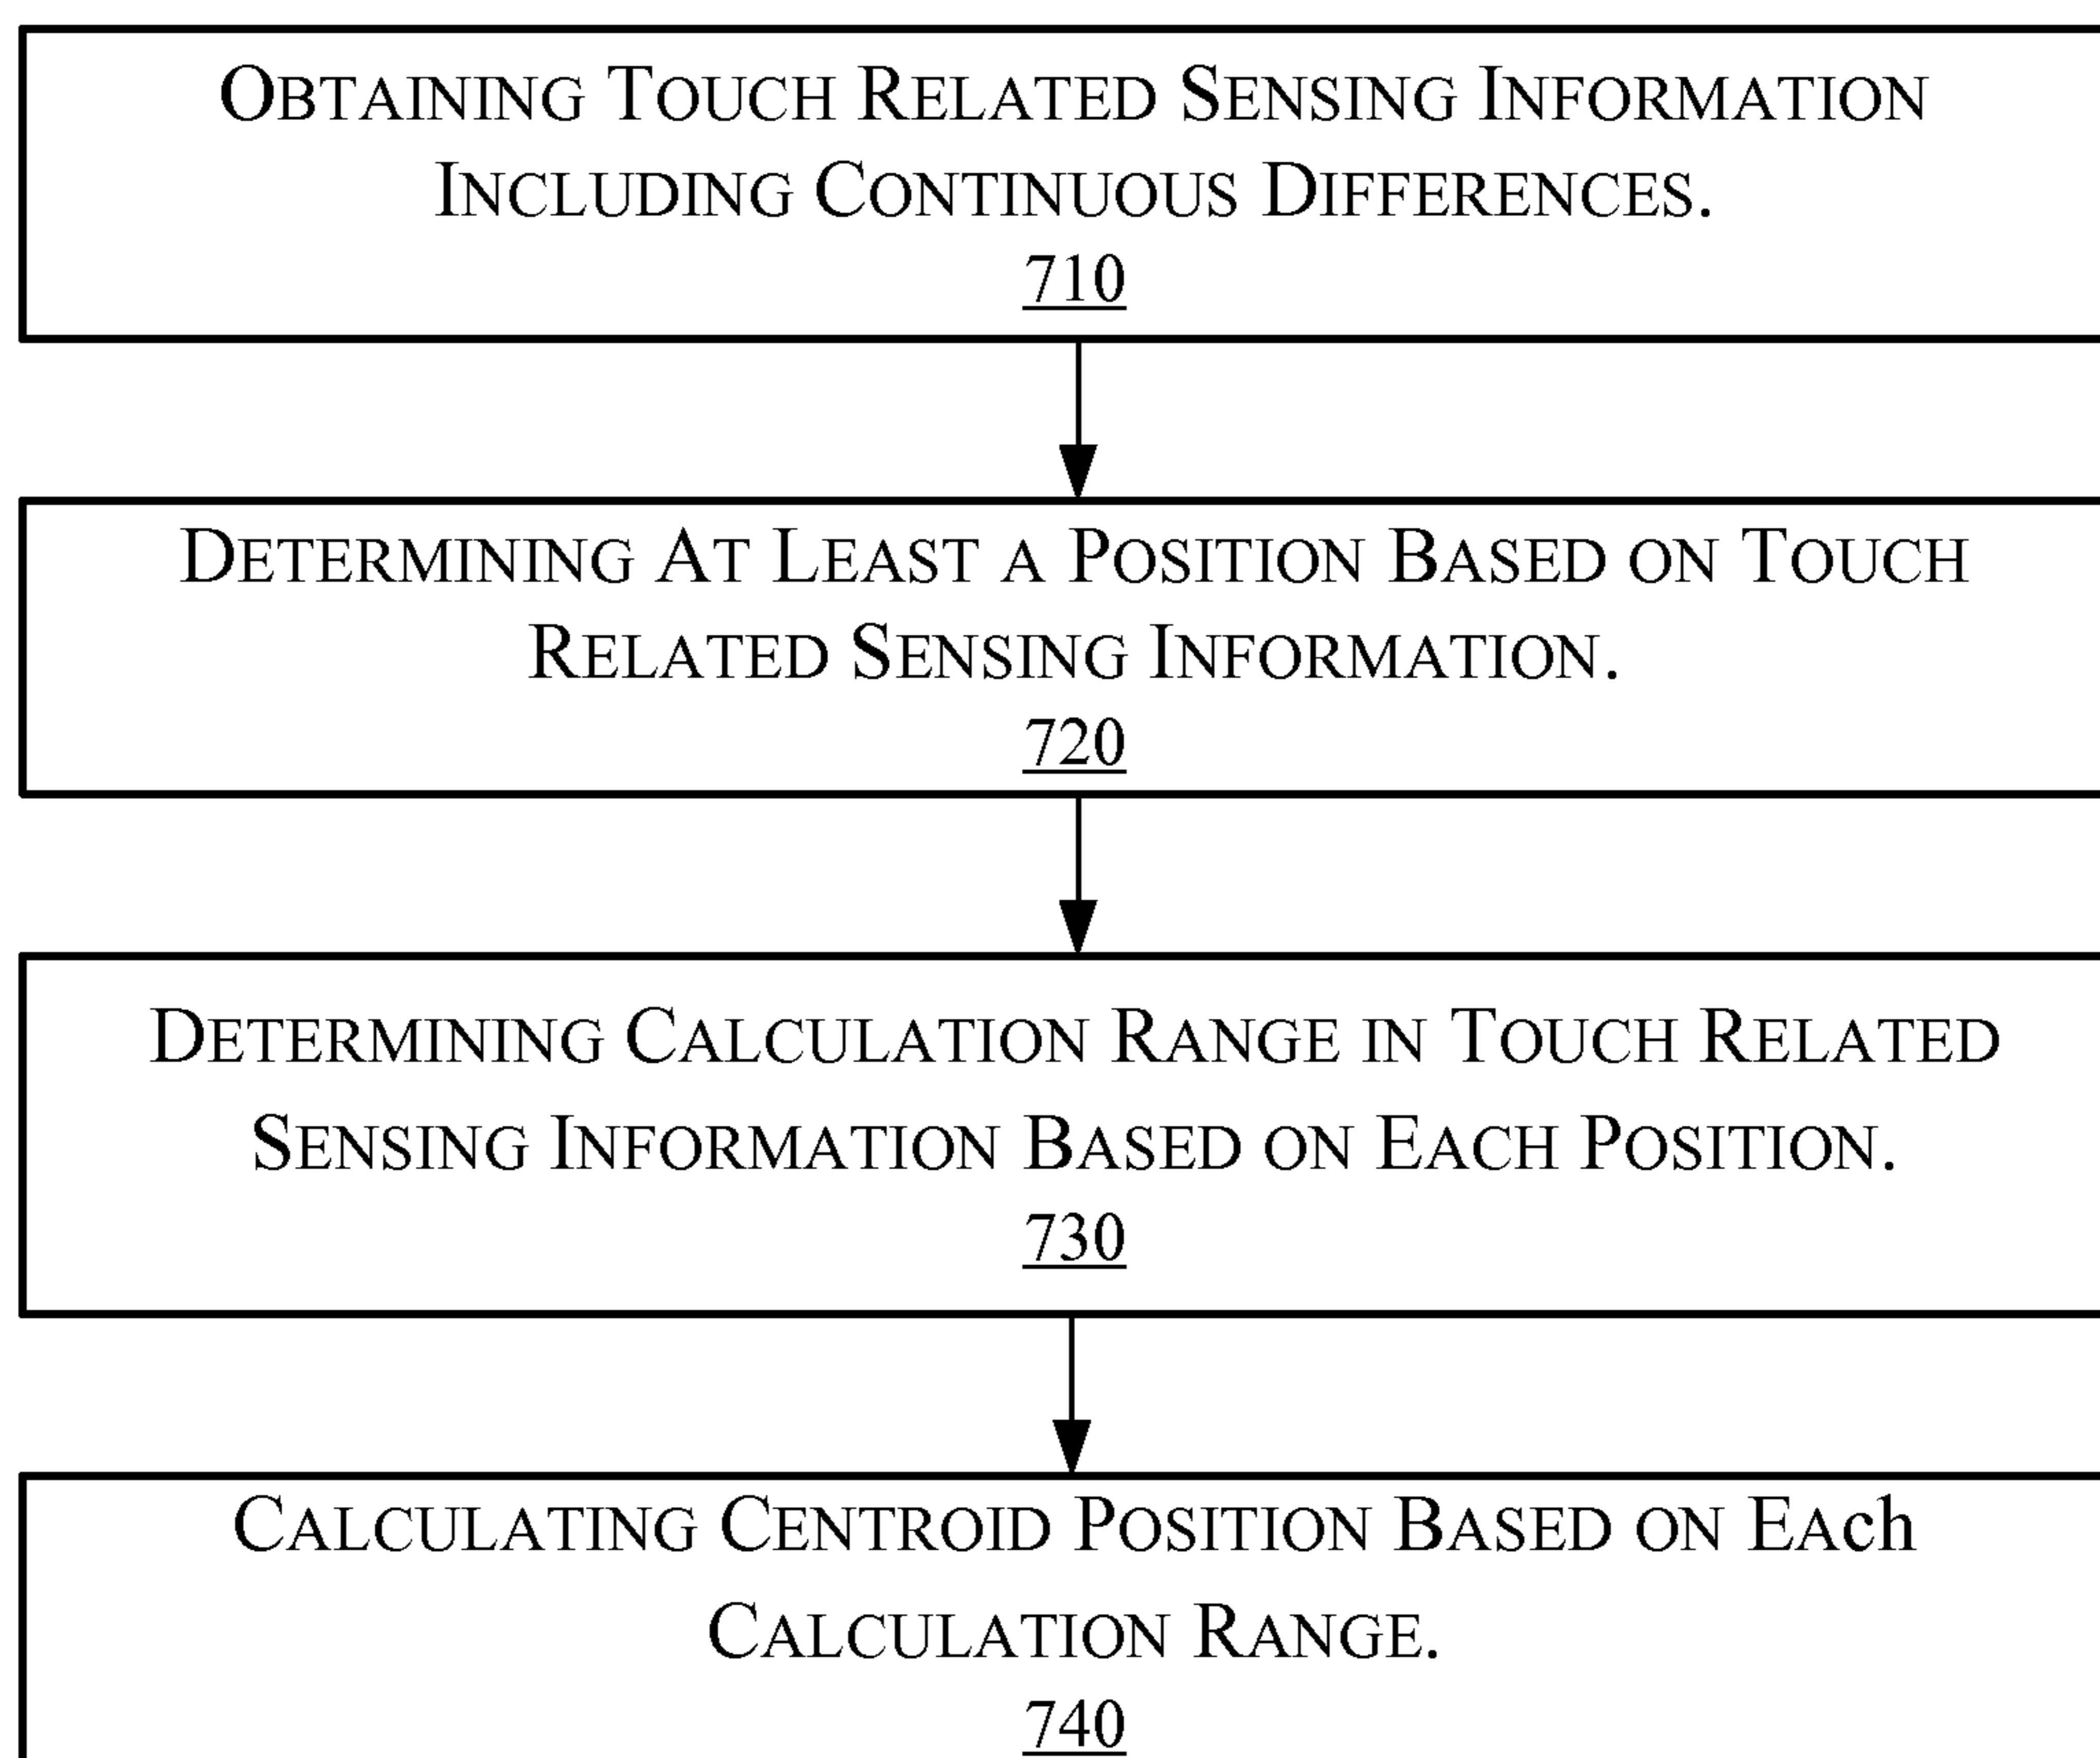 OBTAINING TOUCH RELATED SENSING INFORMATION
INCLUDING CONTINUOUS DIFFERENCES.
710
DETERMINING AT LEAST A POSITION BASED ON TOUCH
RELATED SENSING INFORMATION.
720
DETERMINING CALCULATION RANGE IN TOUCH RELATED
SENSING INFORMATION BASED ON EACH POSITION.
730
CALCULATING CENTROID POSITION BASED ON EAch
CALCULATION RANGE.
740